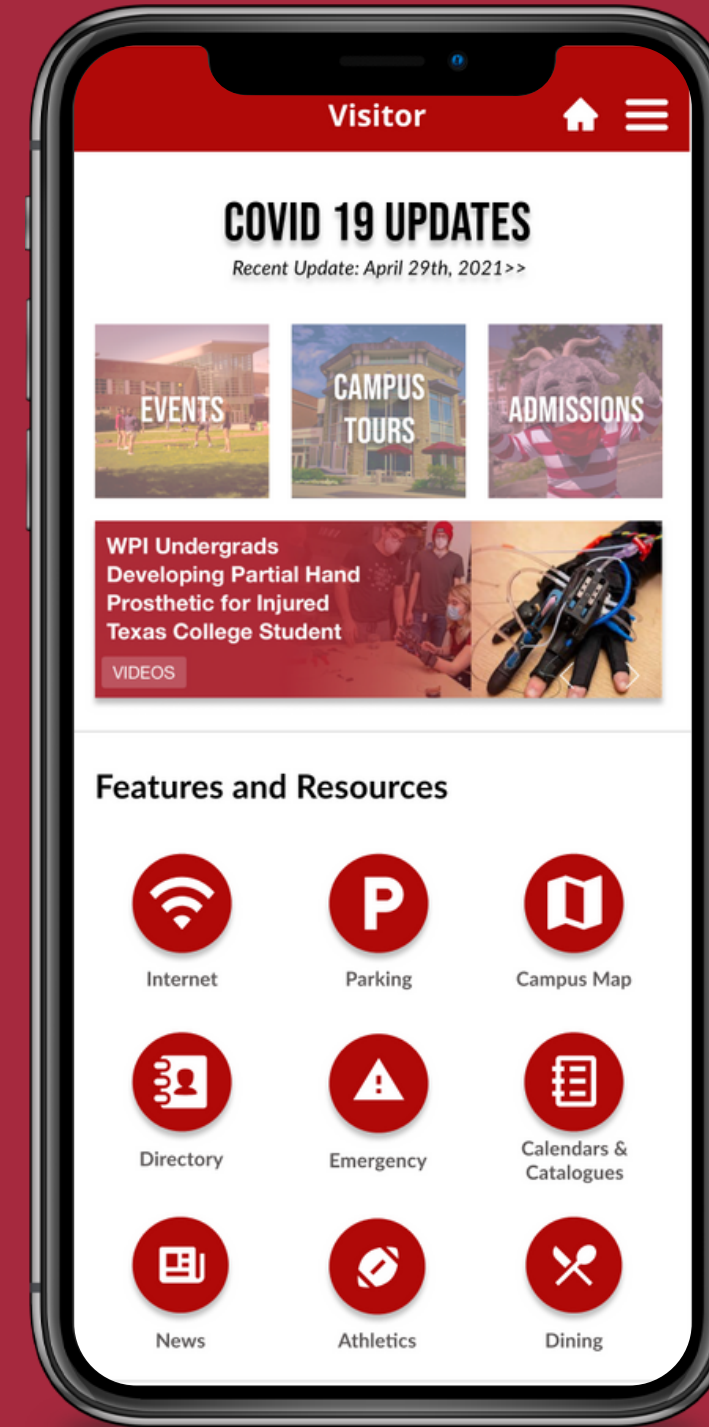 Visitor
COVID 19 UPDATES
Recent Update: April 29th, 2021>>
EVENTS
CAMPUS
TOURS
ADMISSIONS
WPI Undergrads
Developing Partial Hand
Prosthetic for Injured
Texas College Student
VIDEOS
Features and Resources
Internet
P
Parking
Campus Map
Directory
Emergency
Calendars &
Catalogues
News
Athletics
Dining